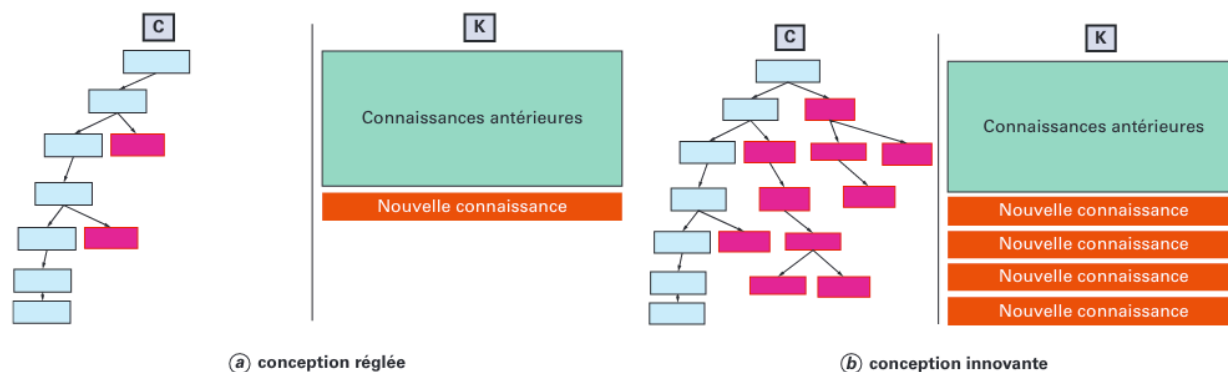 C
K
Connaissances antérieures
Nouvelle connaissance
a conception réglée
C
K
Connaissances antérieures
Nouvelle connaissance
Nouvelle connaissance
Nouvelle connaissance
Nouvelle connaissance
b conception innovante